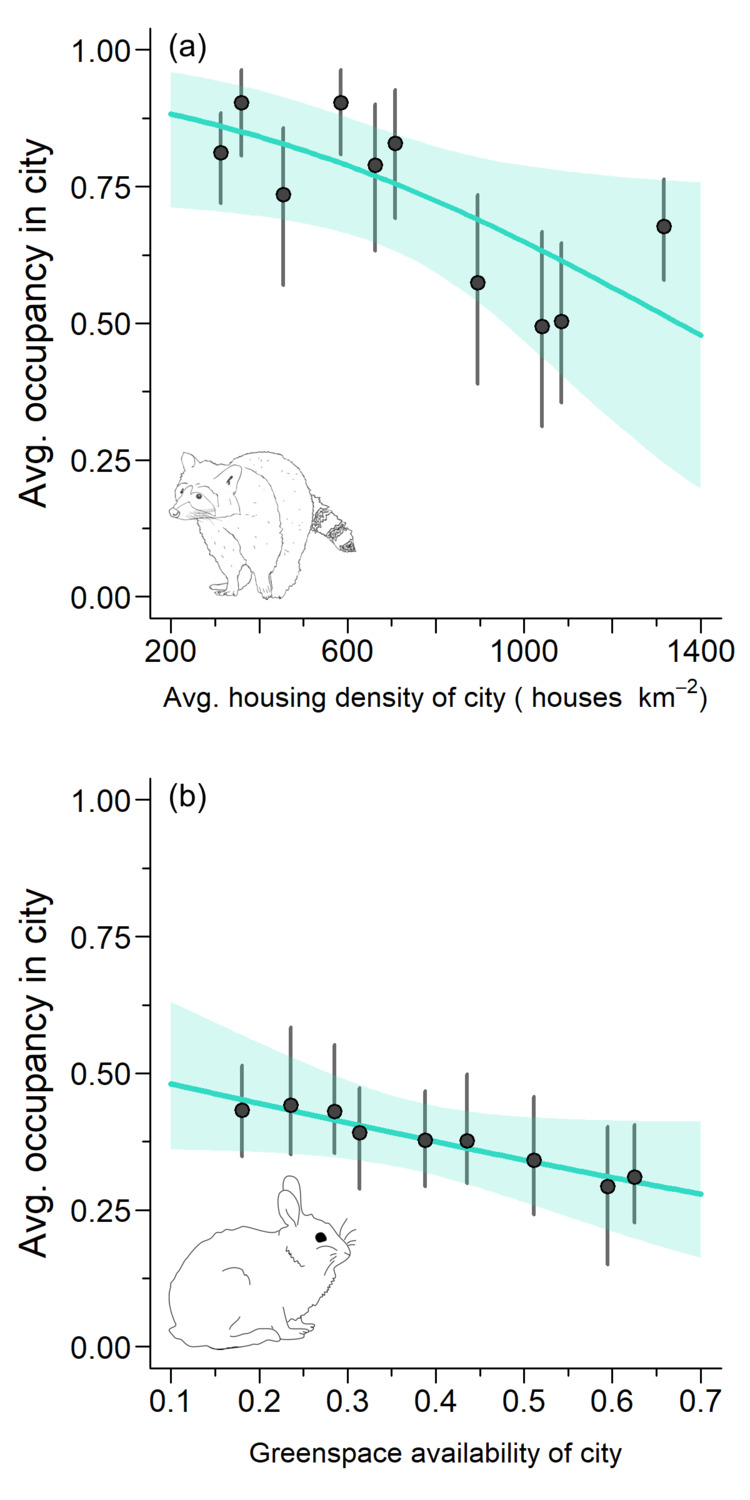 (a)
1.00
0.75
0.50
0.25
0.00
Avg. occupancy in city
200 600 1000 1400
Avg. housing density of city ( houses km⁻²)
(b)
1.00
0.75
0.50
0.25
0.00
Avg. occupancy in city
0.1 0.2 0.3 0.4 0.5 0.6 0.7
Greenspace availability of city